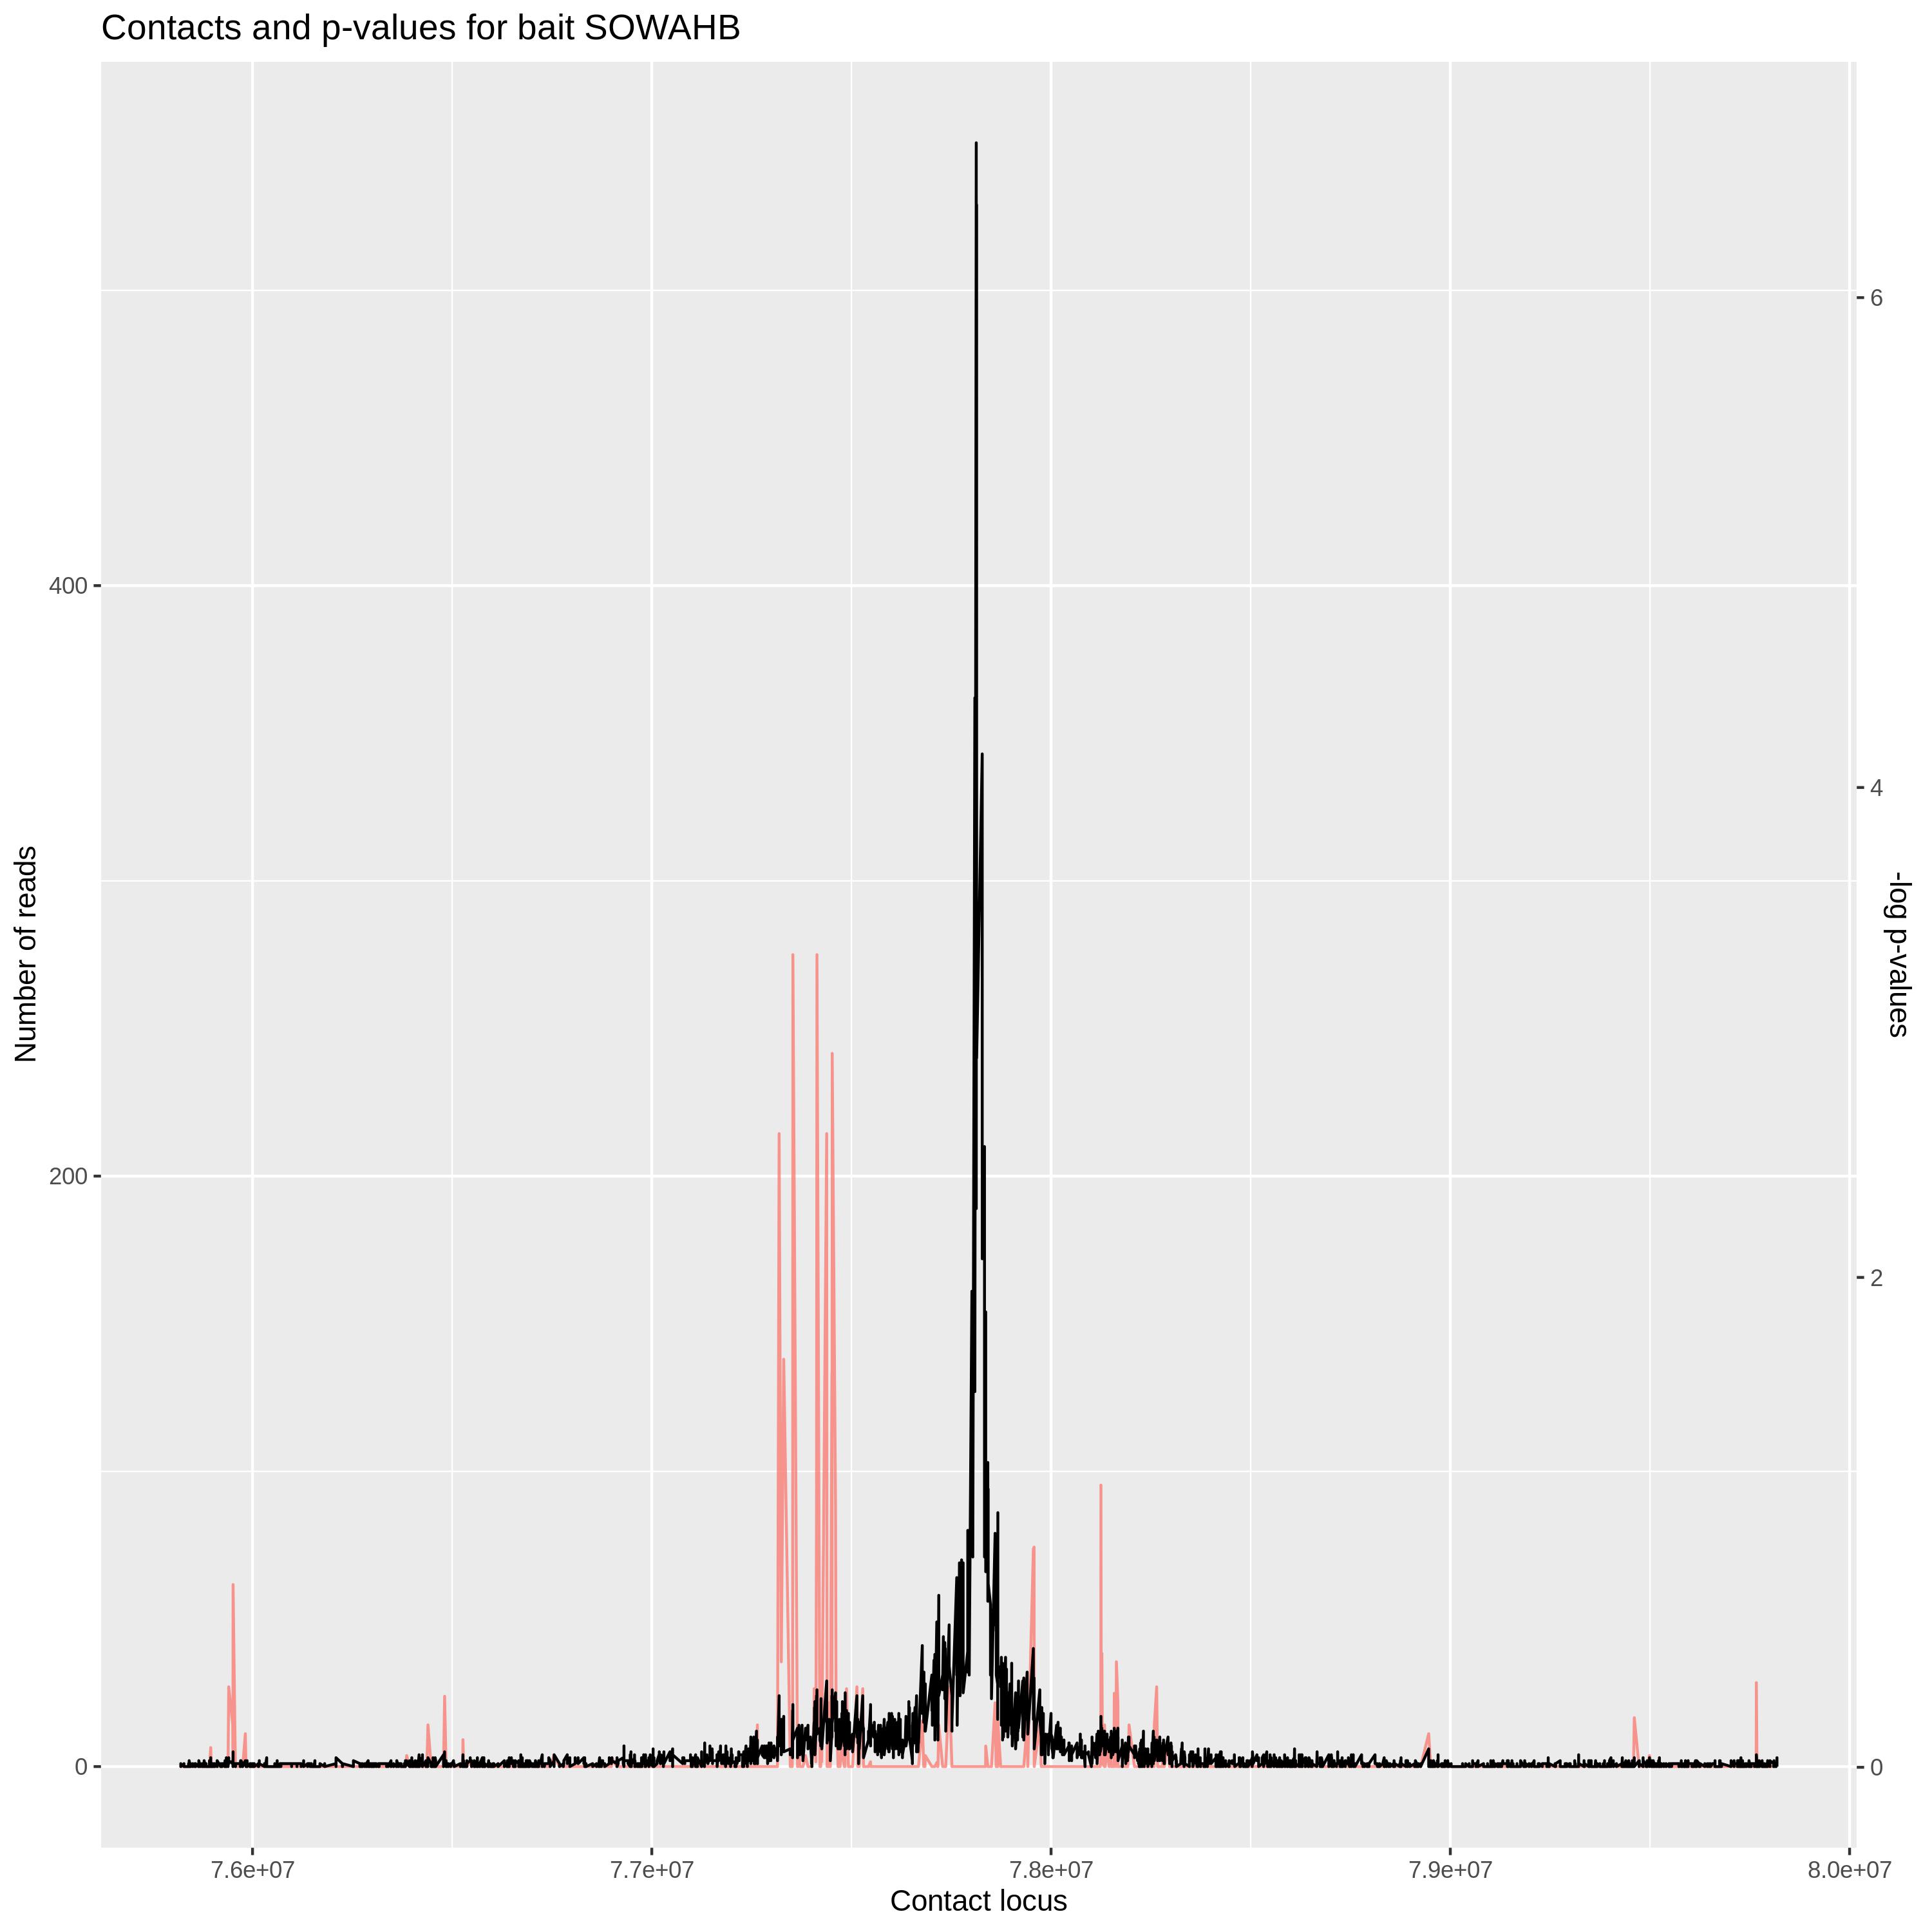 Contacts and p-values for bait SOWAHB
Number of reads
400
200
0
6
4
2
0
-log p-values
7.6e+07 7.7e+07 7.8e+07 7.9e+07 8.0e+07
Contact locus